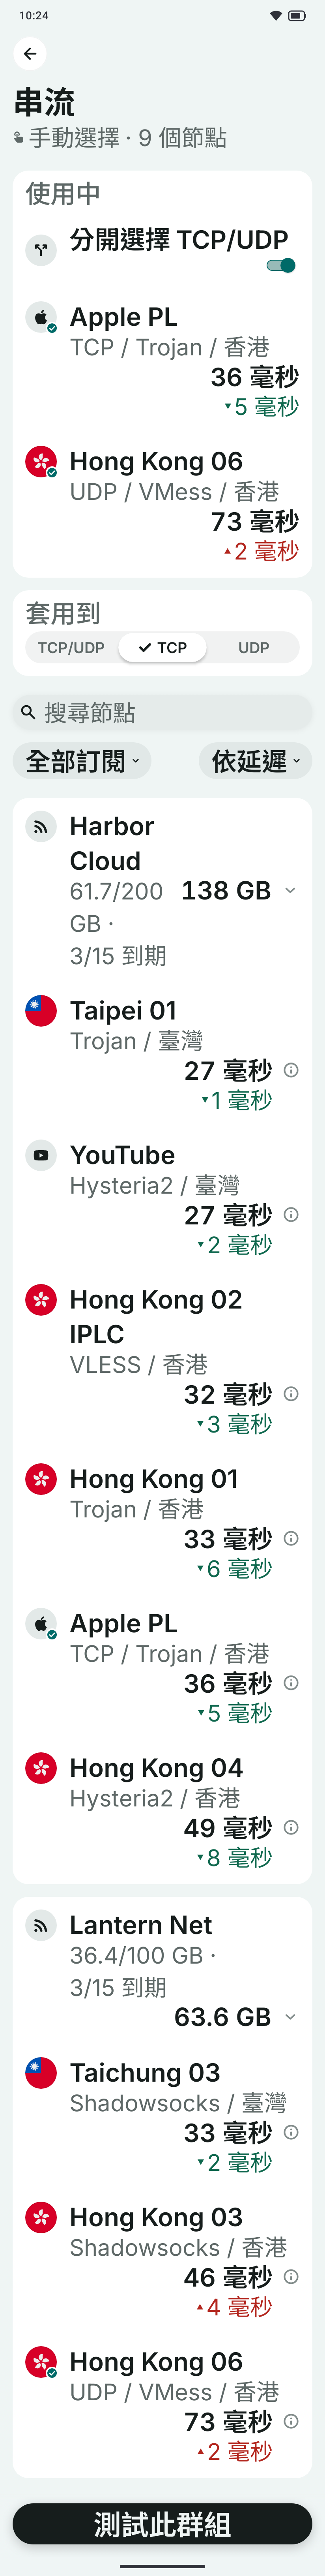 10:24
串流
手動選擇 · 9 個節點
使用中
分開選擇 TCP/UDP
Apple PL
TCP / Trojan / 香港
36 毫秒
▼5 毫秒
Hong Kong 06
UDP / VMess / 香港
73 毫秒
▲2 毫秒
套用到
TCP/UDP
TCP
UDP
搜尋節點
全部訂閱
依延遲
Harbor
Cloud
61.7/200
GB ·
3/15 到期
138 GB
Taipei 01
Trojan / 臺灣
27 毫秒
▼1 毫秒
YouTube
Hysteria2 / 臺灣
27 毫秒
▼2 毫秒
Hong Kong 02
IPLC
VLESS / 香港
32 毫秒
▼3 毫秒
Hong Kong 01
Trojan / 香港
33 毫秒
▼6 毫秒
Apple PL
TCP / Trojan / 香港
36 毫秒
▼5 毫秒
Hong Kong 04
Hysteria2 / 香港
49 毫秒
▼8 毫秒
Lantern Net
36.4/100 GB ·
3/15 到期
63.6 GB
Taichung 03
Shadowsocks / 臺灣
33 毫秒
▼2 毫秒
Hong Kong 03
Shadowsocks / 香港
46 毫秒
▲4 毫秒
Hong Kong 06
UDP / VMess / 香港
73 毫秒
▲2 毫秒
測試此群組